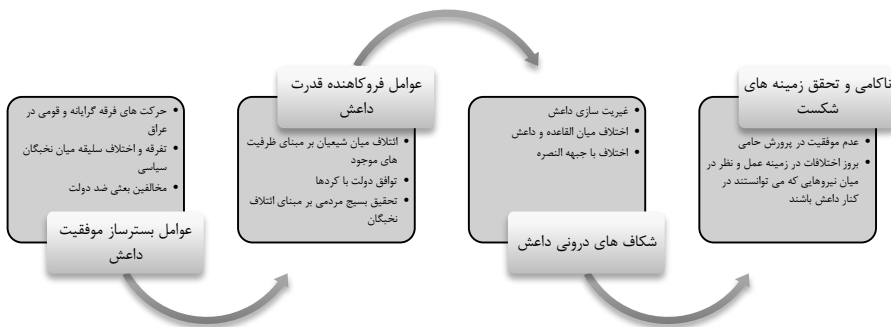 حرکت های فرقه گرایانه و قومی در
عراق
تفرقه و اختلاف سلیقه میان نخبگان
سیاسی
مخالفین بعثی ضد دولت
عوامل بسترساز موفقیت
داعش
عوامل فروکاهنده قدرت
داعش
ائتلاف میان شیعیان بر مبنای ظرفیت
های موجود
توافق دولت با کردها
تحقیق بسیج مردمی بر مبنای ائتلاف
نخبگان
غیریت سازی داعش
اختلاف میان القاعده و داعش
اختلاف با جبهه النصره
شکاف های درونی داعش
ناکامی و تحقق زمینه های
شکست
عدم موفقیت در پرورش حامی
بروز اختلافات در زمینه عمل و نظر در
میان نیروهایی که می توانستند در
کنار داعش باشند